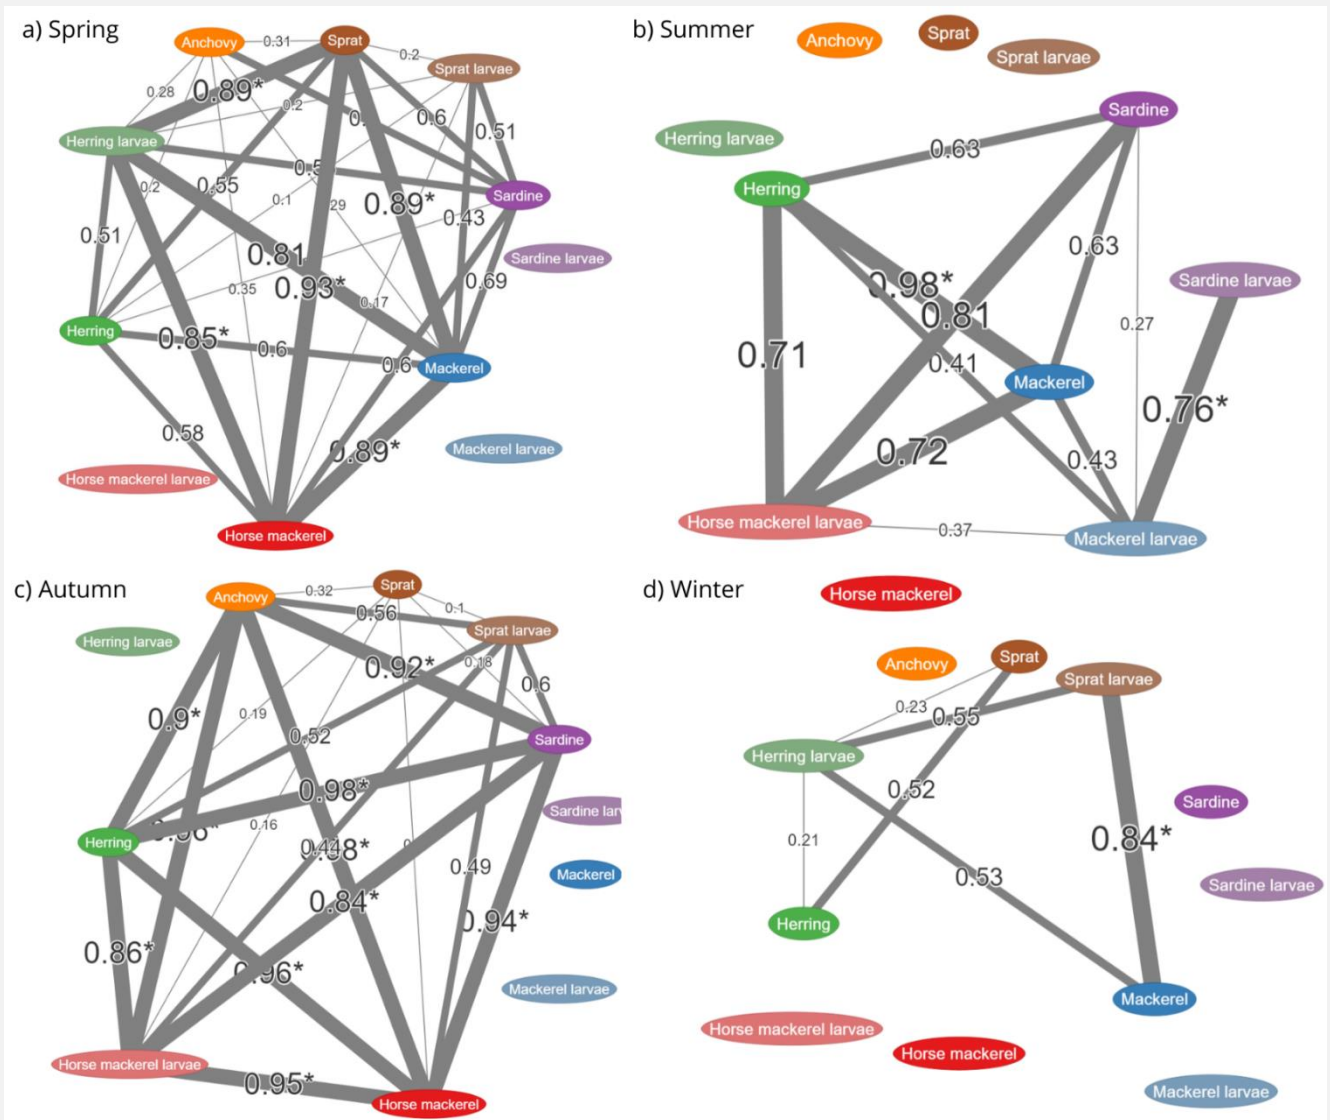 a) Spring
Anchovy
0.31
Sprat
0.2
Sprat larvae
0.28
0.89*
0.2
0.6
0.51
Herring larvae
0.2
0.55
0.1
29
0.89*
Sardine
0.43
0.51
0.81
Sardine larvae
0.35
0.93*
0.17
0.69
Herring
0.85*
0.6
0.6
Mackerel
0.58
0.89*
Mackerel larvae
Horse mackerel larvae
Horse mackerel
b) Summer
Anchovy
Sprat
Sprat larvae
Sardine
Herring larvae
0.63
Herring
0.63
0.98*
0.81
Sardine larvae
0.27
0.71
0.41
Mackerel
0.76*
0.72
0.43
Horse mackerel larvae
0.37
Mackerel larvae
Horse mackerel
c) Autumn
Anchovy
0.32
Sprat
0.56
0.1
Sprat larvae
Herring larvae
0.92*
0.18
0.6
0.9*
0.19
0.52
Sardine
0.98*
Sardine lar
Herring
0.16
0.49
Mackerel
0.84*
0.94*
0.86*
0.96*
Mackerel larvae
Horse mackerel larvae
0.95*
Horse mackerel
d) Winter
Anchovy
Sprat
Sprat larvae
0.23
0.55
Herring larvae
0.52
Sardine
0.21
0.84*
0.53
Sardine larvae
Herring
Mackerel
Horse mackerel larvae
Horse mackerel
Mackerel larvae